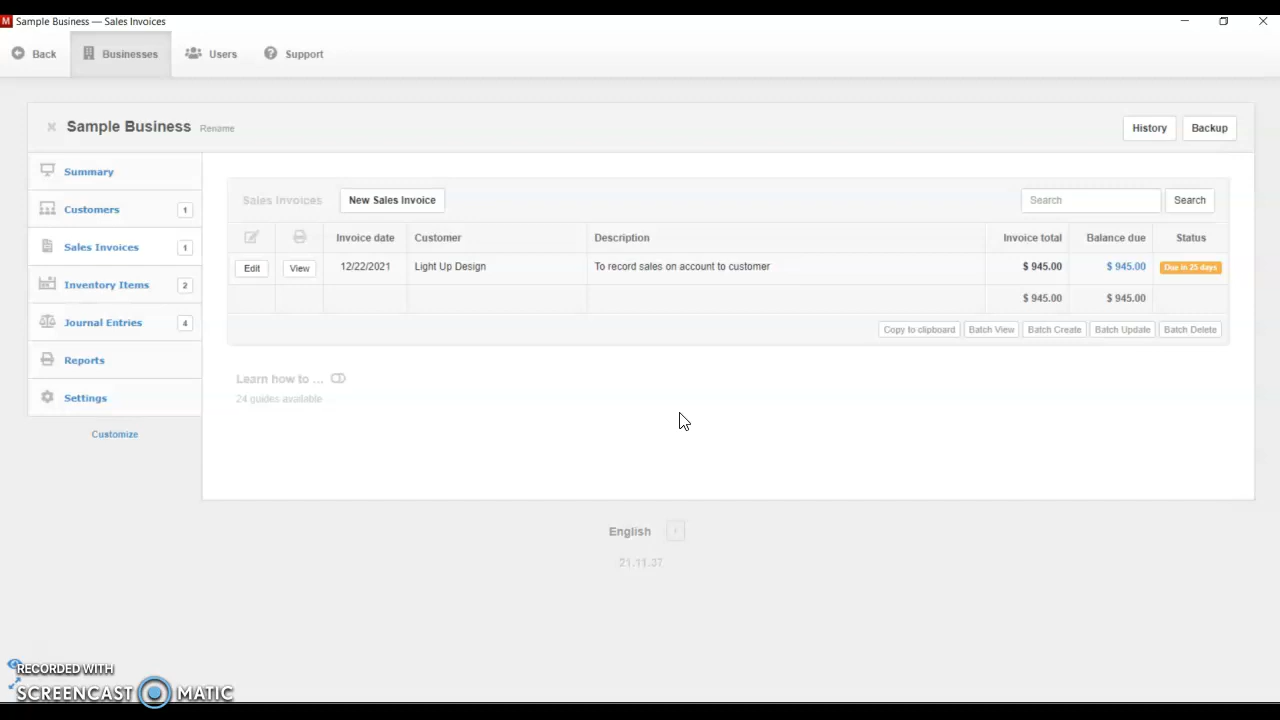 M Sample Business — Sales Invoices
Back Businesses Users Support
Sample Business Rename History Backup
Summary
Customers 1
Sales Invoices 1
Inventory Items 2
Journal Entries 4
Reports
Settings
Customize
Sales Invoices New Sales Invoice Search Search
Invoice date Customer Description Invoice total Balance due Status
Edit View 12/22/2021 Light Up Design To record sales on account to customer $ 945.00 $ 945.00 Due in 25 days
$ 945.00 $ 945.00
Copy to clipboard Batch View Batch Create Batch Update Batch Delete
Learn how to ...
24 guides available
English
21.11.37
RECORDED WITH
SCREENCAST MATIC